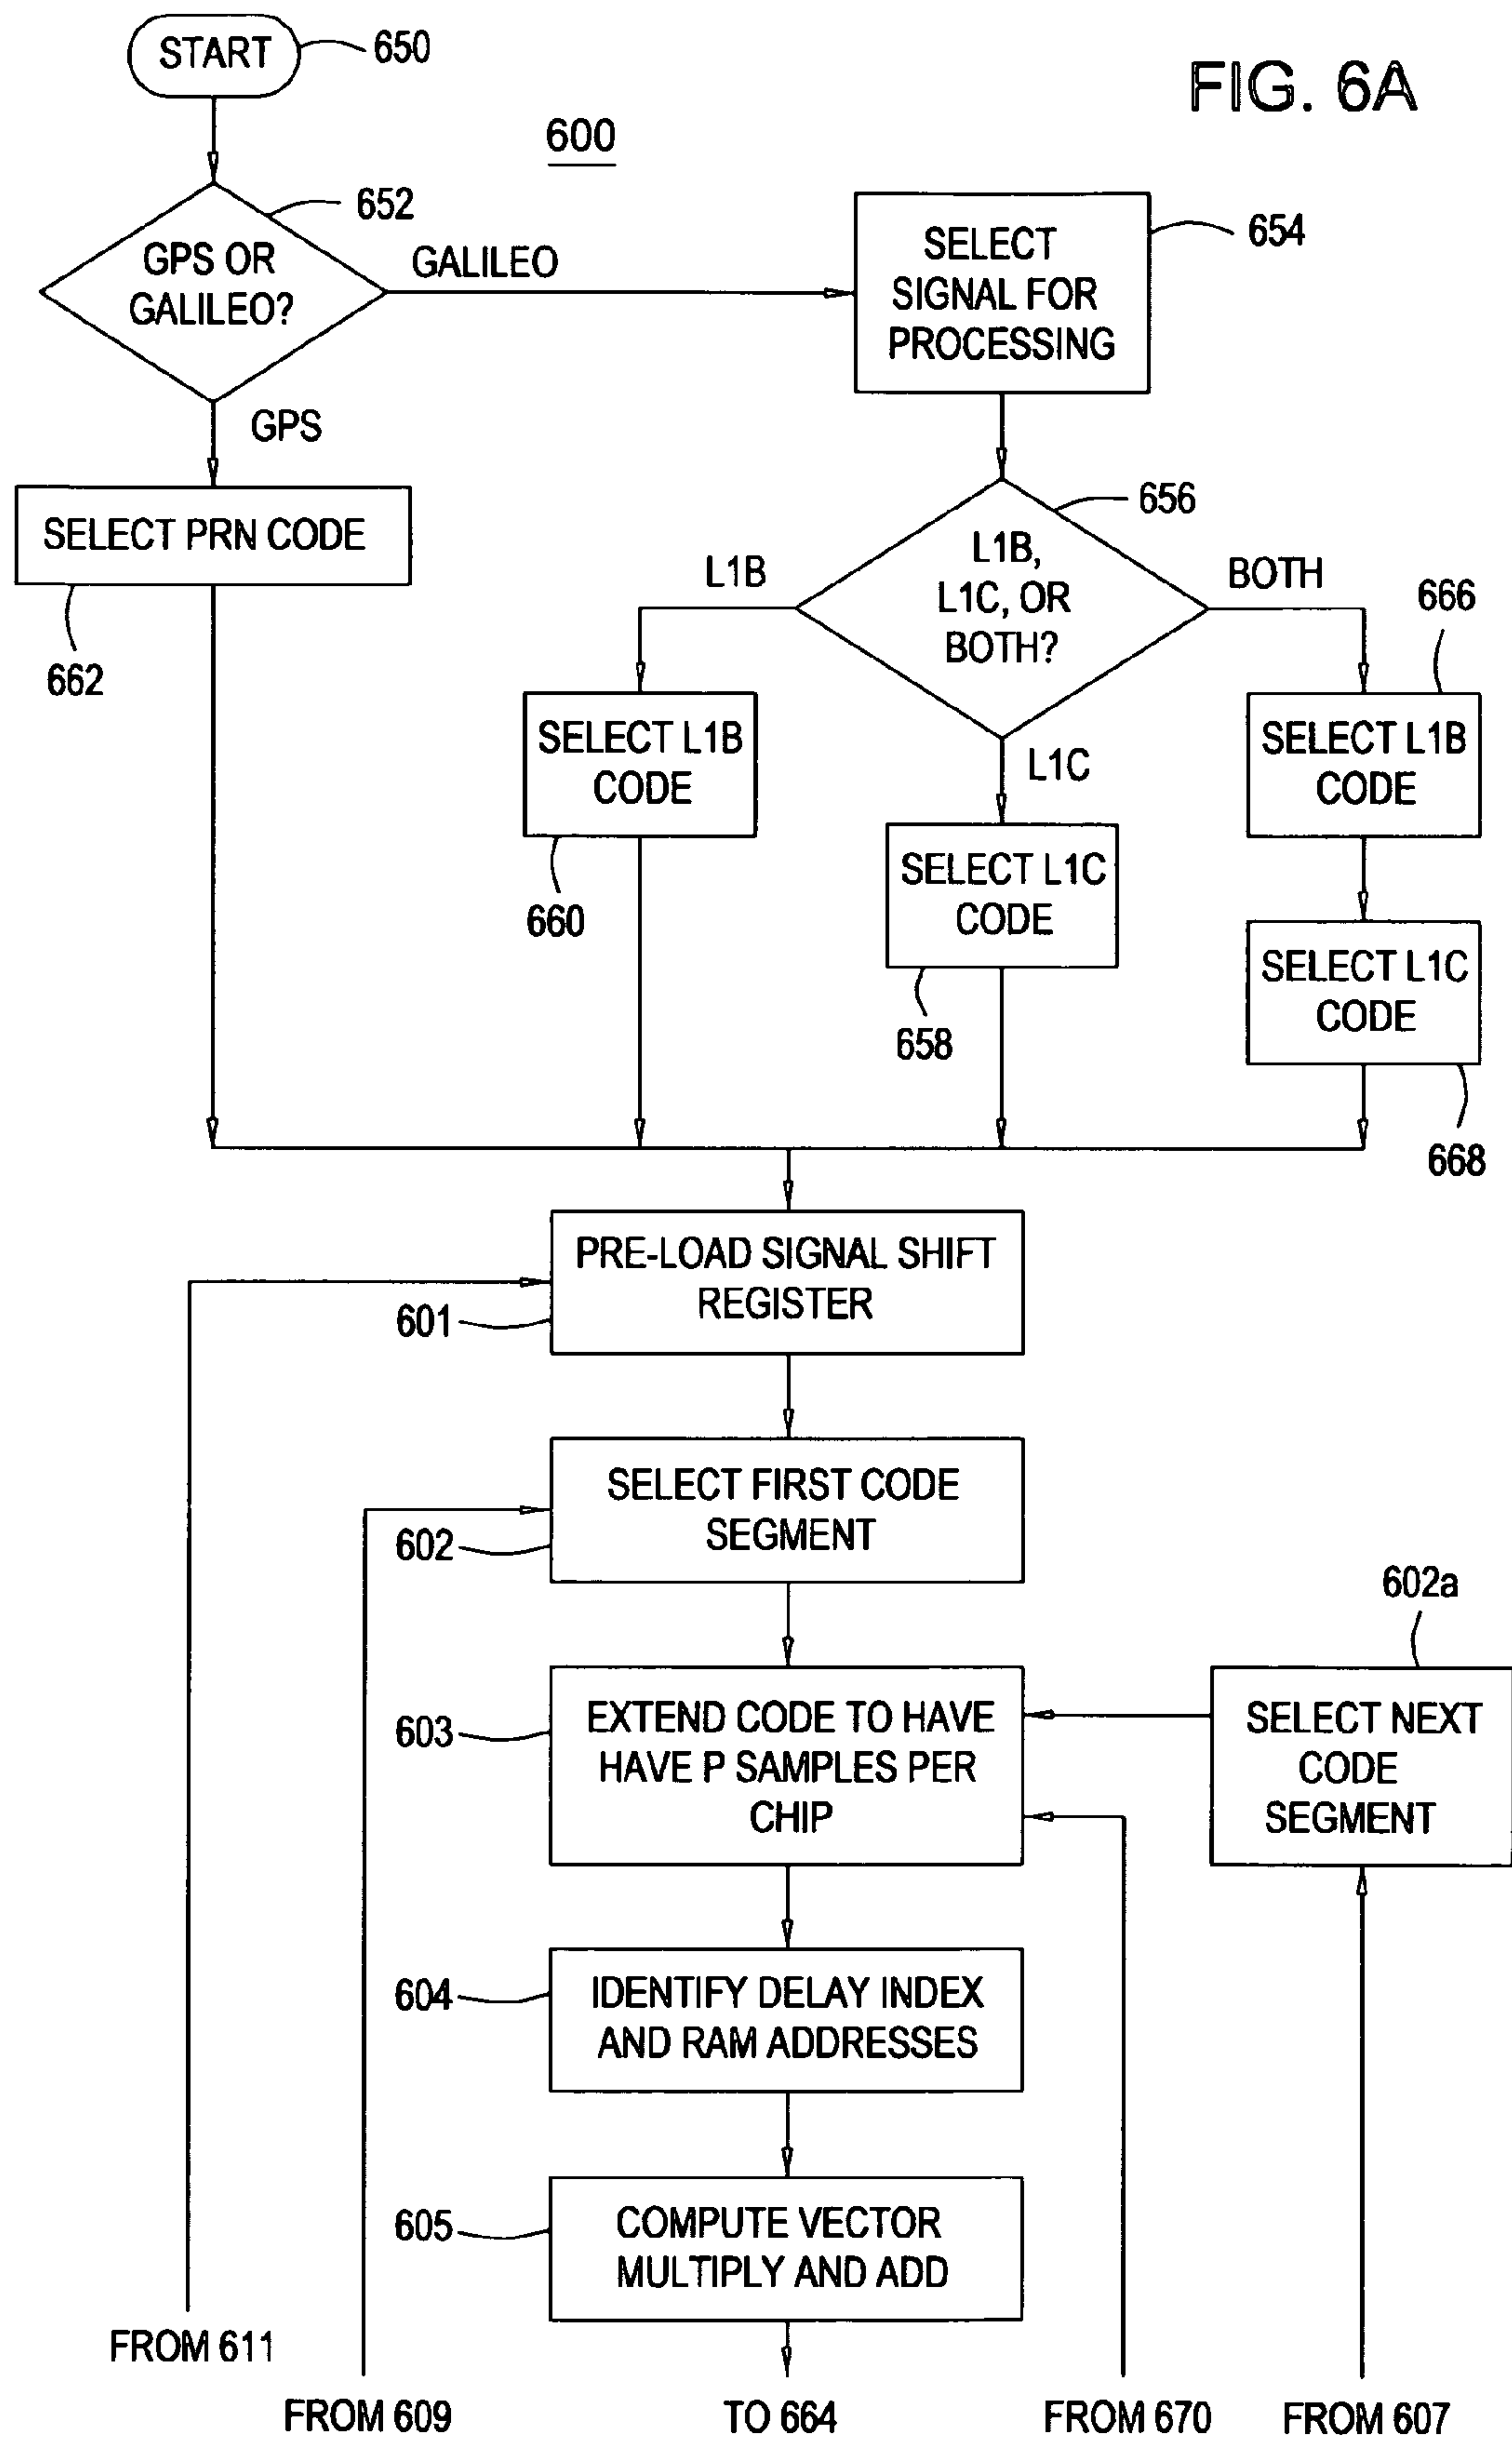 START
650
FIG. 6A
600
652
GPS OR
GALILEO?
GALILEO
SELECT
SIGNAL FOR
PROCESSING
654
GPS
SELECT PRN CODE
662
656
L1B,
L1C, OR
BOTH?
L1B
BOTH
666
SELECT L1B
CODE
660
L1C
SELECT L1C
CODE
658
SELECT L1B
CODE
SELECT L1C
CODE
668
PRE-LOAD SIGNAL SHIFT
REGISTER
601
SELECT FIRST CODE
SEGMENT
602
602a
EXTEND CODE TO HAVE
HAVE P SAMPLES PER
CHIP
603
SELECT NEXT
CODE
SEGMENT
IDENTIFY DELAY INDEX
AND RAM ADDRESSES
604
COMPUTE VECTOR
MULTIPLY AND ADD
605
FROM 611
FROM 609
TO 664
FROM 670
FROM 607